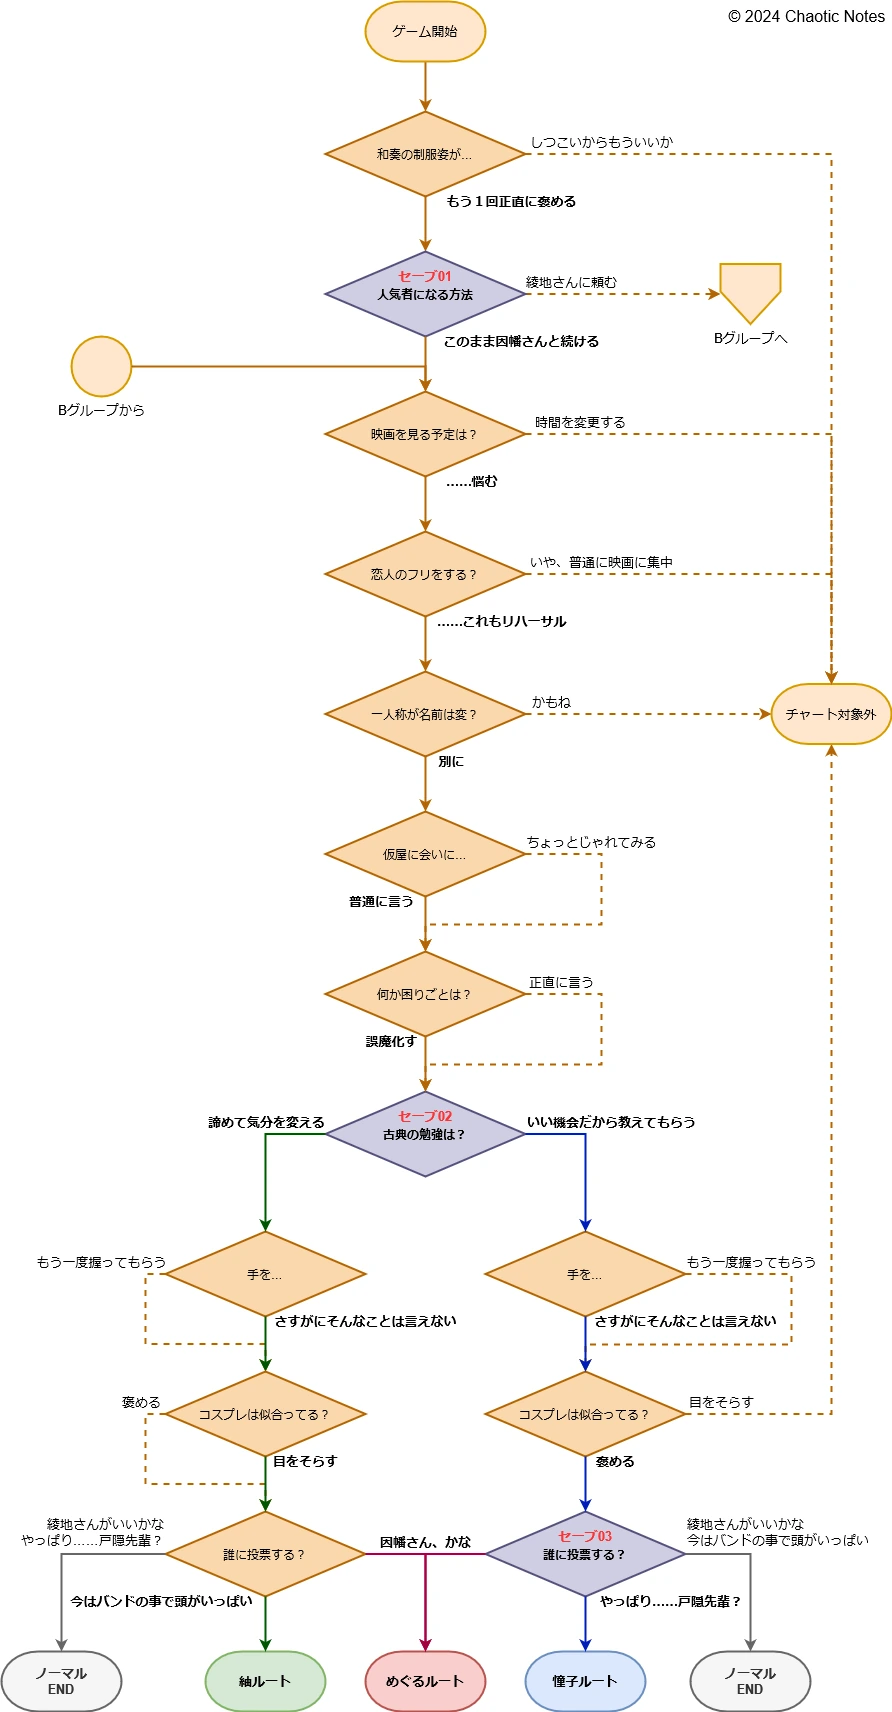 © 2024 Chaotic Notes
ゲーム開始
和奏の制服姿が...
しつこいからもういいか
もう１回正直に褒める
セーブ01
人気者になる方法
綾地さんに頼む
Bグループへ
このまま因幡さんと続ける
Bグループから
映画を見る予定は？
時間を変更する
……悩む
恋人のフリをする？
いや、普通に映画に集中
……これもリハーサル
一人称が名前は変？
かもね
チャート対象外
別に
仮屋に会いに...
ちょっとじゃれてみる
普通に言う
何か困りごとは？
正直に言う
誤魔化す
セーブ02
古典の勉強は？
諦めて気分を変える
いい機会だから教えてもらう
もう一度握ってもらう
手を...
手を...
もう一度握ってもらう
さすがにそんなことは言えない
さすがにそんなことは言えない
褒める
コスプレは似合ってる？
コスプレは似合ってる？
目をそらす
目をそらす
褒める
綾地さんがいいかな
やっぱり……戸隠先輩？
誰に投票する？
因幡さん、かな
セーブ03
誰に投票する？
綾地さんがいいかな
今はバンドの事で頭がいっぱい
今はバンドの事で頭がいっぱい
やっぱり……戸隠先輩？
ノーマル
END
紬ルート
めぐるルート
憧子ルート
ノーマル
END